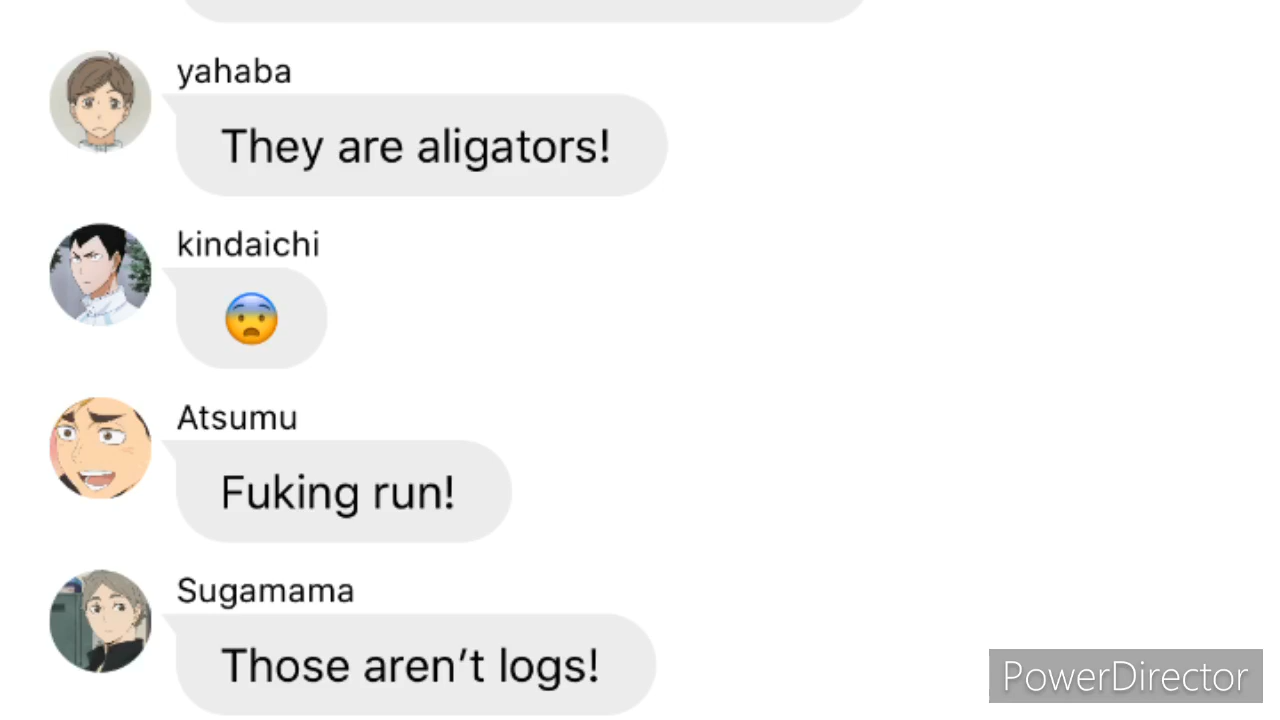 yahaba
They are aligators!
kindaichi
😨
Atsumu
Fuking run!
Sugamama
Those aren’t logs!
PowerDirector